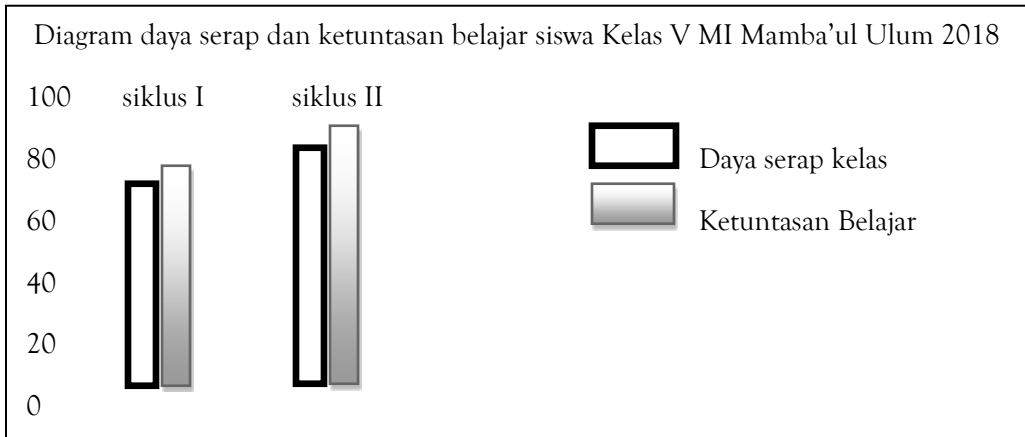 Diagram daya serap dan ketuntasan belajar siswa Kelas V MI Mamba’ul Ulum 2018
100 siklus I siklus II
80 Daya serap kelas
60 Ketuntasan Belajar
40
20
0